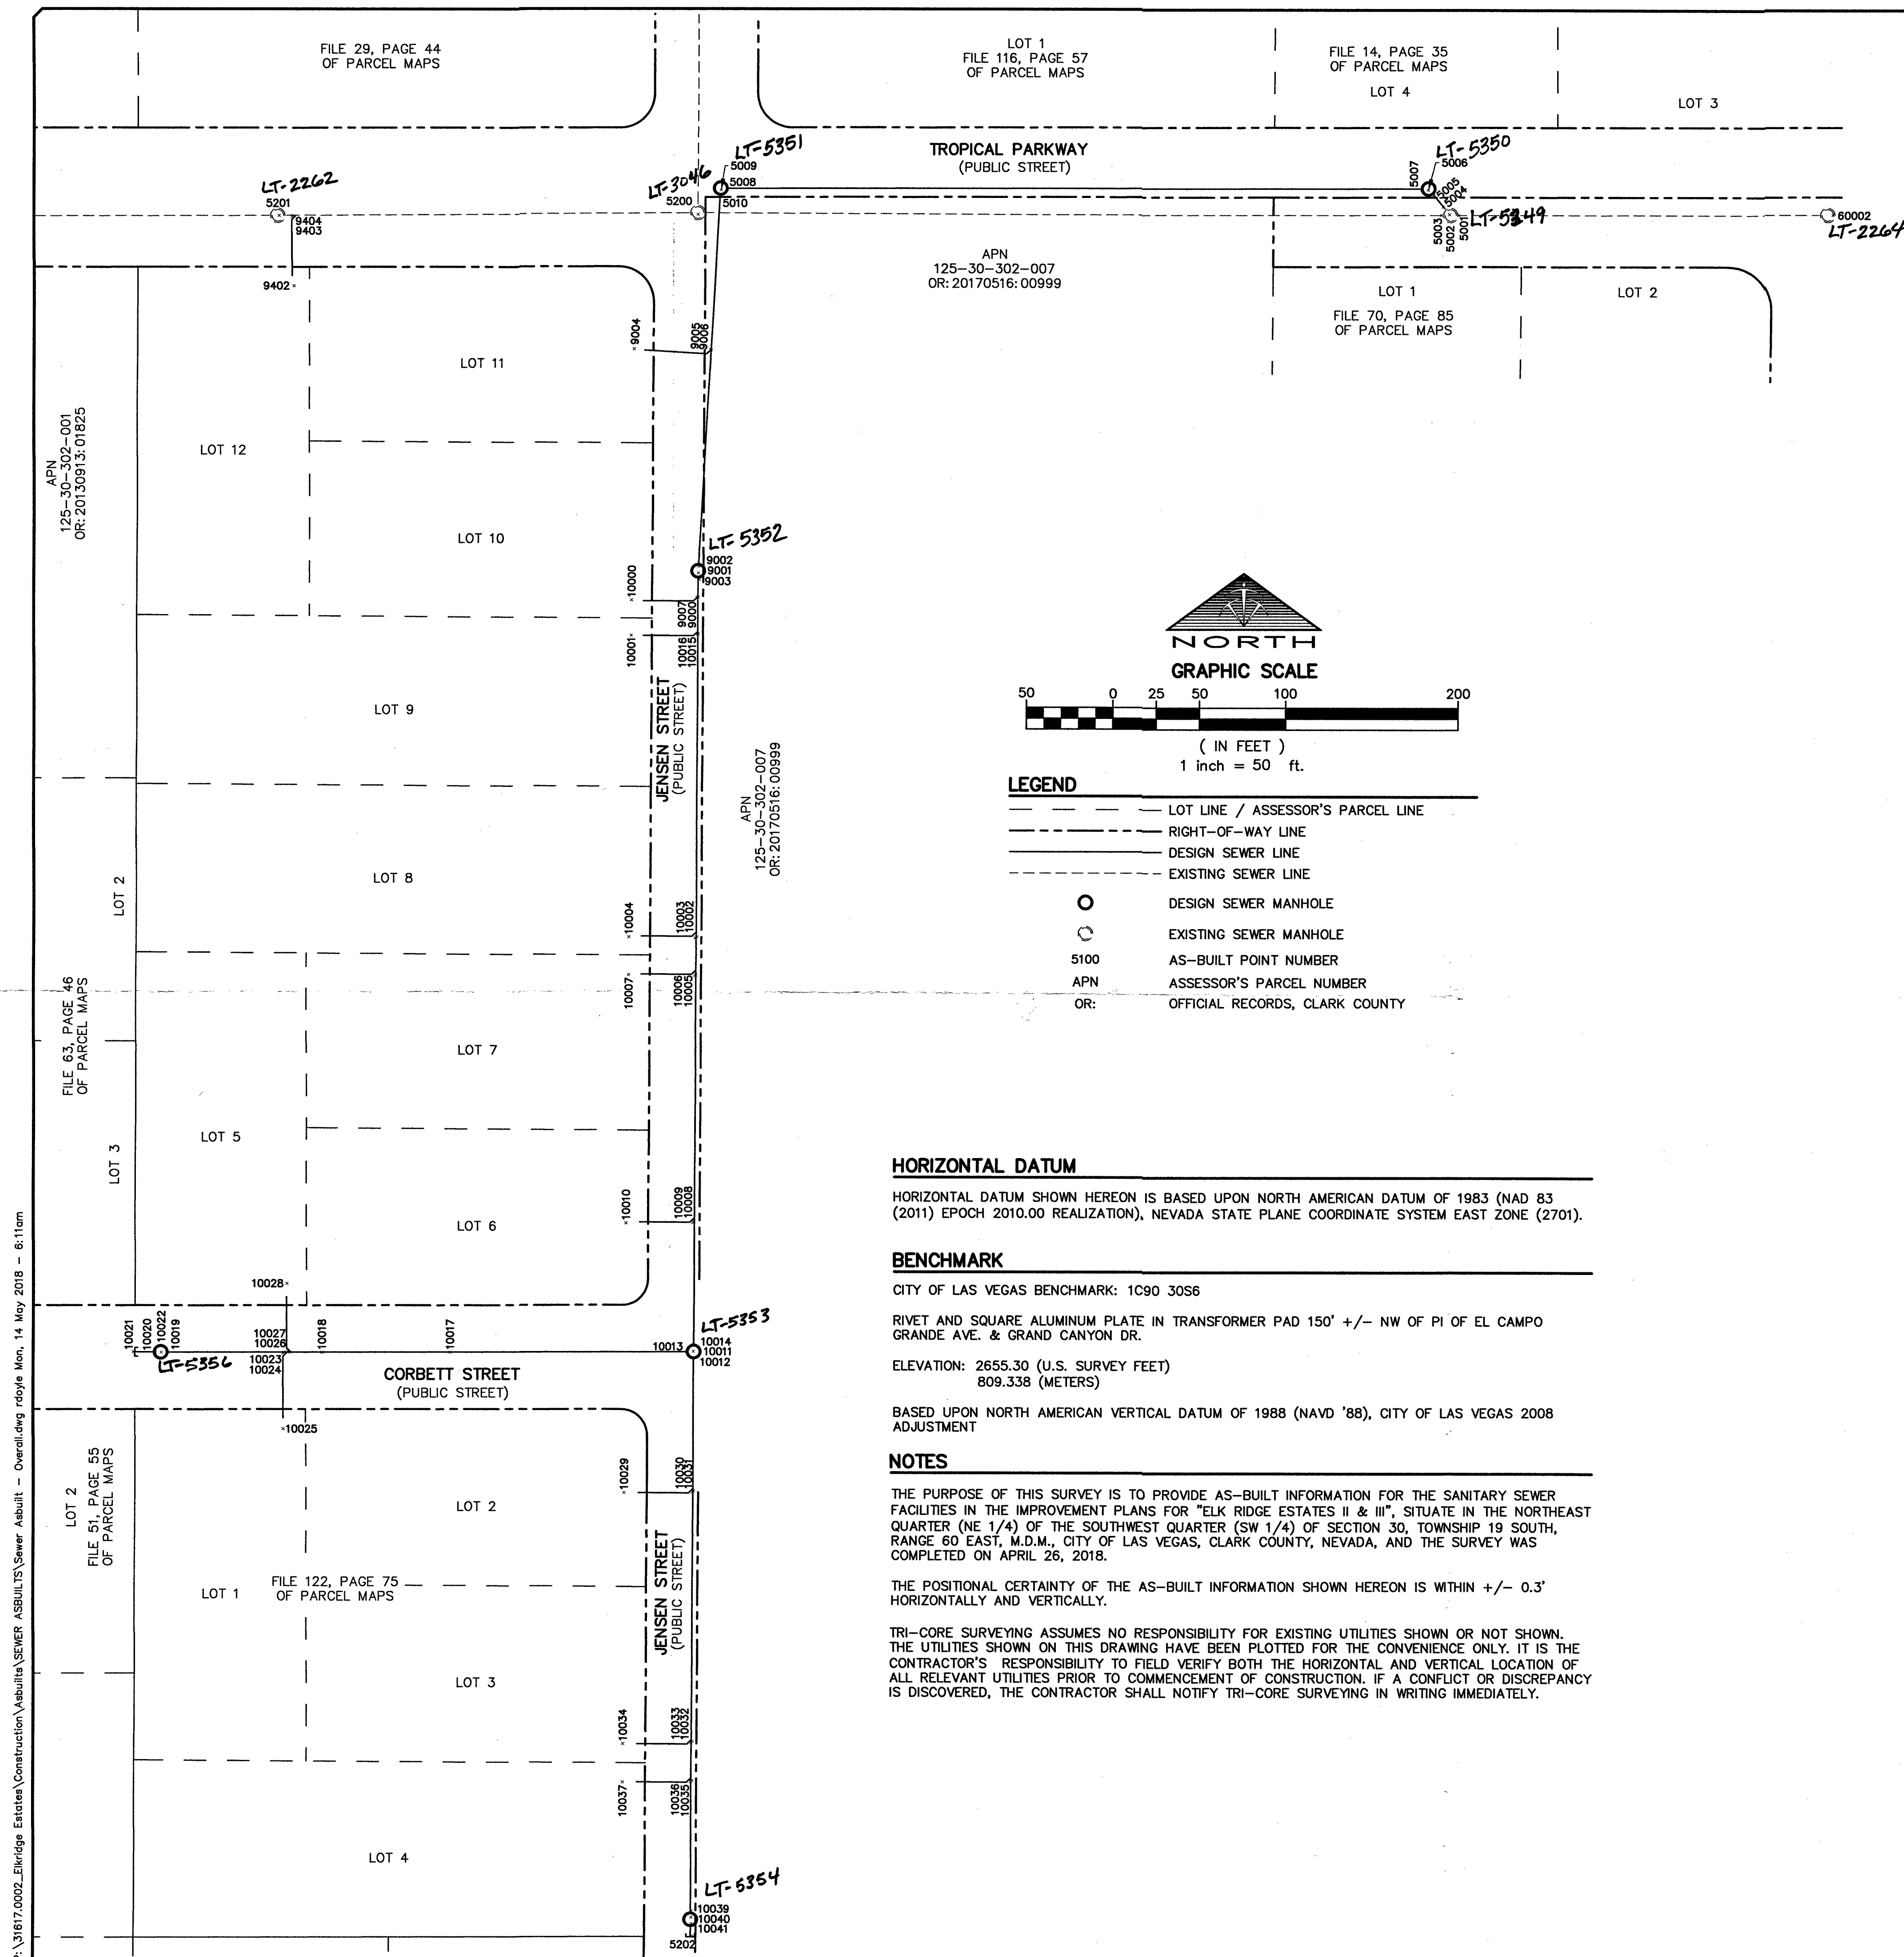 FILE 29, PAGE 44
OF PARCEL MAPS
LOT 1
FILE 116, PAGE 57
OF PARCEL MAPS
FILE 14, PAGE 35
OF PARCEL MAPS
LOT 4
LOT 3
TROPICAL PARKWAY
(PUBLIC STREET)
LT-5351
5009
5008
5010
LT-3046
5200
LT-2262
5201
9404
9403
9402
LT-5350
5007
5006
5005
5004
5003
5002
5001
LT-5349
60002
LT-2264
APN
125-30-302-007
OR: 20170516: 00999
LOT 1
FILE 70, PAGE 85
OF PARCEL MAPS
LOT 2
9004
9005
9006
LOT 11
LOT 12
APN
125-30-302-001
OR: 20130913: 01825
LOT 10
LT-5352
9002
9001
9003
10000
9007
9000
10001
10016
10015
JENSEN STREET
(PUBLIC STREET)
LOT 9
APN
125-30-302-007
OR: 20170516: 00999
LOT 8
LOT 2
10004
10003
10002
10007
10006
10005
FILE 63, PAGE 46
OF PARCEL MAPS
LOT 7
LOT 5
LOT 3
10010
10009
10008
LOT 6
10028
10021
10020
10022
10019
LT-5356
10027
10026
10023
10024
10018
10017
10013
LT-5353
10014
10011
10012
CORBETT STREET
(PUBLIC STREET)
10025
LOT 2
FILE 51, PAGE 55
OF PARCEL MAPS
10029
10030
10031
LOT 2
LOT 1
FILE 122, PAGE 75
OF PARCEL MAPS
JENSEN STREET
(PUBLIC STREET)
LOT 3
10034
10033
10032
10037
10036
10035
LOT 4
LT-5354
10039
10040
10041
5202
P: \31617.0002_Elkridge Estates\Construction\Asbuilts\SEWER ASBUILTS\Sewer Asbuilt - Overall.dwg rdoyle Mon, 14 May 2018 - 6:11am
NORTH
GRAPHIC SCALE
50 0 25 50 100 200
( IN FEET )
1 inch = 50 ft.
LEGEND
LOT LINE / ASSESSOR'S PARCEL LINE
RIGHT-OF-WAY LINE
DESIGN SEWER LINE
EXISTING SEWER LINE
DESIGN SEWER MANHOLE
EXISTING SEWER MANHOLE
5100 AS-BUILT POINT NUMBER
APN ASSESSOR'S PARCEL NUMBER
OR: OFFICIAL RECORDS, CLARK COUNTY
HORIZONTAL DATUM
HORIZONTAL DATUM SHOWN HEREON IS BASED UPON NORTH AMERICAN DATUM OF 1983 (NAD 83
(2011) EPOCH 2010.00 REALIZATION), NEVADA STATE PLANE COORDINATE SYSTEM EAST ZONE (2701).
BENCHMARK
CITY OF LAS VEGAS BENCHMARK: 1C90 30S6
RIVET AND SQUARE ALUMINUM PLATE IN TRANSFORMER PAD 150' +/- NW OF PI OF EL CAMPO
GRANDE AVE. & GRAND CANYON DR.
ELEVATION: 2655.30 (U.S. SURVEY FEET)
809.338 (METERS)
BASED UPON NORTH AMERICAN VERTICAL DATUM OF 1988 (NAVD '88), CITY OF LAS VEGAS 2008
ADJUSTMENT
NOTES
THE PURPOSE OF THIS SURVEY IS TO PROVIDE AS-BUILT INFORMATION FOR THE SANITARY SEWER
FACILITIES IN THE IMPROVEMENT PLANS FOR "ELK RIDGE ESTATES II & III", SITUATE IN THE NORTHEAST
QUARTER (NE 1/4) OF THE SOUTHWEST QUARTER (SW 1/4) OF SECTION 30, TOWNSHIP 19 SOUTH,
RANGE 60 EAST, M.D.M., CITY OF LAS VEGAS, CLARK COUNTY, NEVADA, AND THE SURVEY WAS
COMPLETED ON APRIL 26, 2018.
THE POSITIONAL CERTAINTY OF THE AS-BUILT INFORMATION SHOWN HEREON IS WITHIN +/- 0.3'
HORIZONTALLY AND VERTICALLY.
TRI-CORE SURVEYING ASSUMES NO RESPONSIBILITY FOR EXISTING UTILITIES SHOWN OR NOT SHOWN.
THE UTILITIES SHOWN ON THIS DRAWING HAVE BEEN PLOTTED FOR THE CONVENIENCE ONLY. IT IS THE
CONTRACTOR'S RESPONSIBILITY TO FIELD VERIFY BOTH THE HORIZONTAL AND VERTICAL LOCATION OF
ALL RELEVANT UTILITIES PRIOR TO COMMENCEMENT OF CONSTRUCTION. IF A CONFLICT OR DISCREPANCY
IS DISCOVERED, THE CONTRACTOR SHALL NOTIFY TRI-CORE SURVEYING IN WRITING IMMEDIATELY.